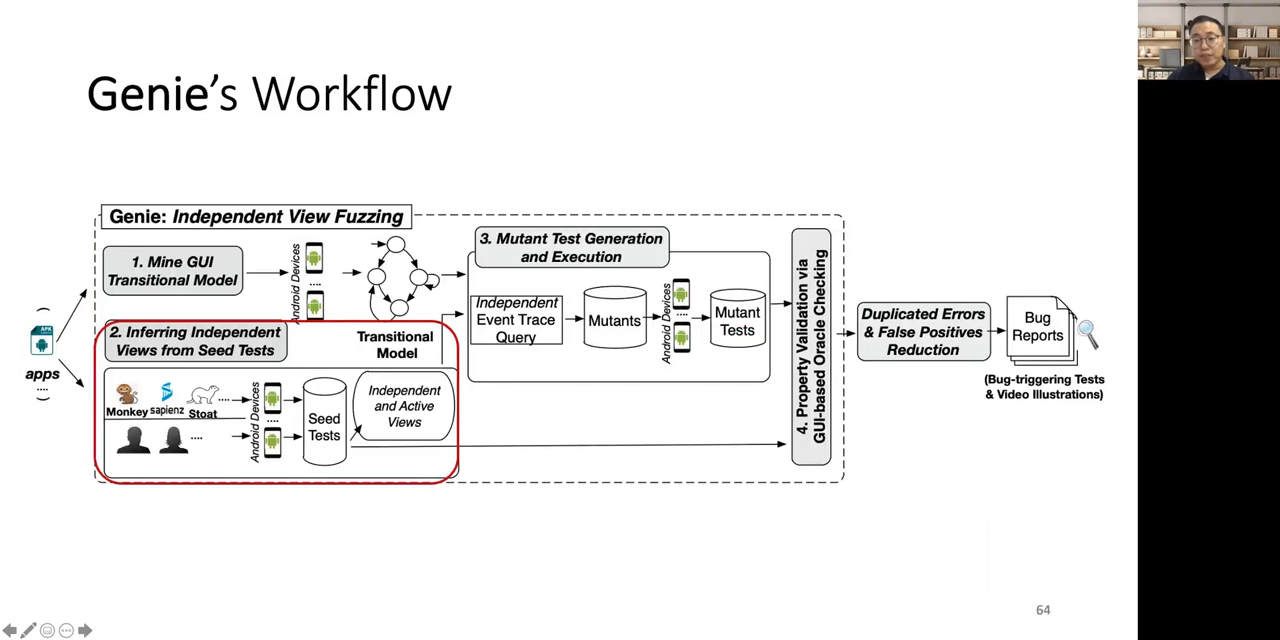 Genie's Workflow
Genie: Independent View Fuzzing
1. Mine GUI
Transitional Model
Android Devices
....
Transitional
Model
apps
....
2. Inferring Independent
Views from Seed Tests
Monkey
sapienz
Stoat
....
....
Android Devices
....
Seed
Tests
Independent
and Active
Views
3. Mutant Test Generation
and Execution
Independent
Event Trace
Query
Mutants
Android Devices
....
Mutant
Tests
4. Property Validation via
GUI-based Oracle Checking
Duplicated Errors
& False Positives
Reduction
Bug
Reports
(Bug-triggering Tests
& Video Illustrations)
64